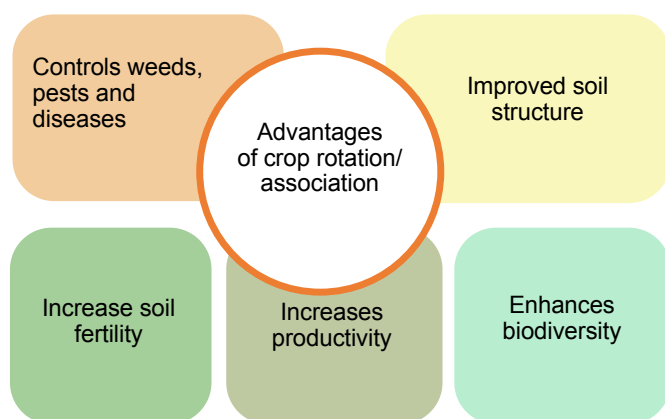 Controls weeds,
pests and
diseases
Advantages
of crop rotation/
association
Improved soil
structure
Increase soil
fertility
Increases
productivity
Enhances
biodiversity